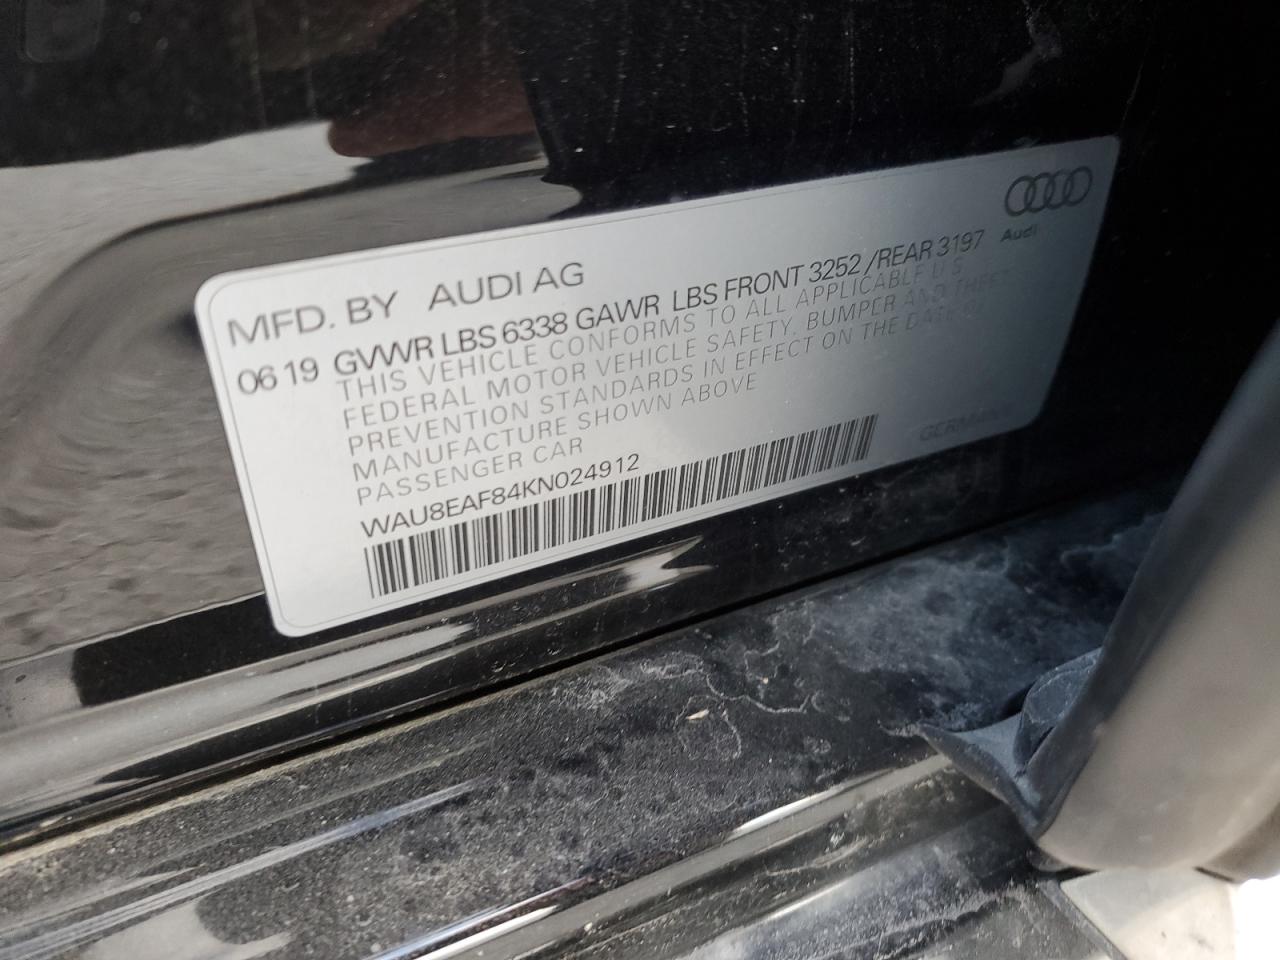 Audi
MFD. BY AUDI AG
06 19 GVWR LBS 6338 GAWR LBS FRONT 3252 /REAR 3197
THIS VEHICLE CONFORMS TO ALL APPLICABLE U S
FEDERAL MOTOR VEHICLE SAFETY, BUMPER AND THEFT
PREVENTION STANDARDS IN EFFECT ON THE DATE OF
MANUFACTURE SHOWN ABOVE
PASSENGER CAR
WAU8EAF84KN024912
GERMANY